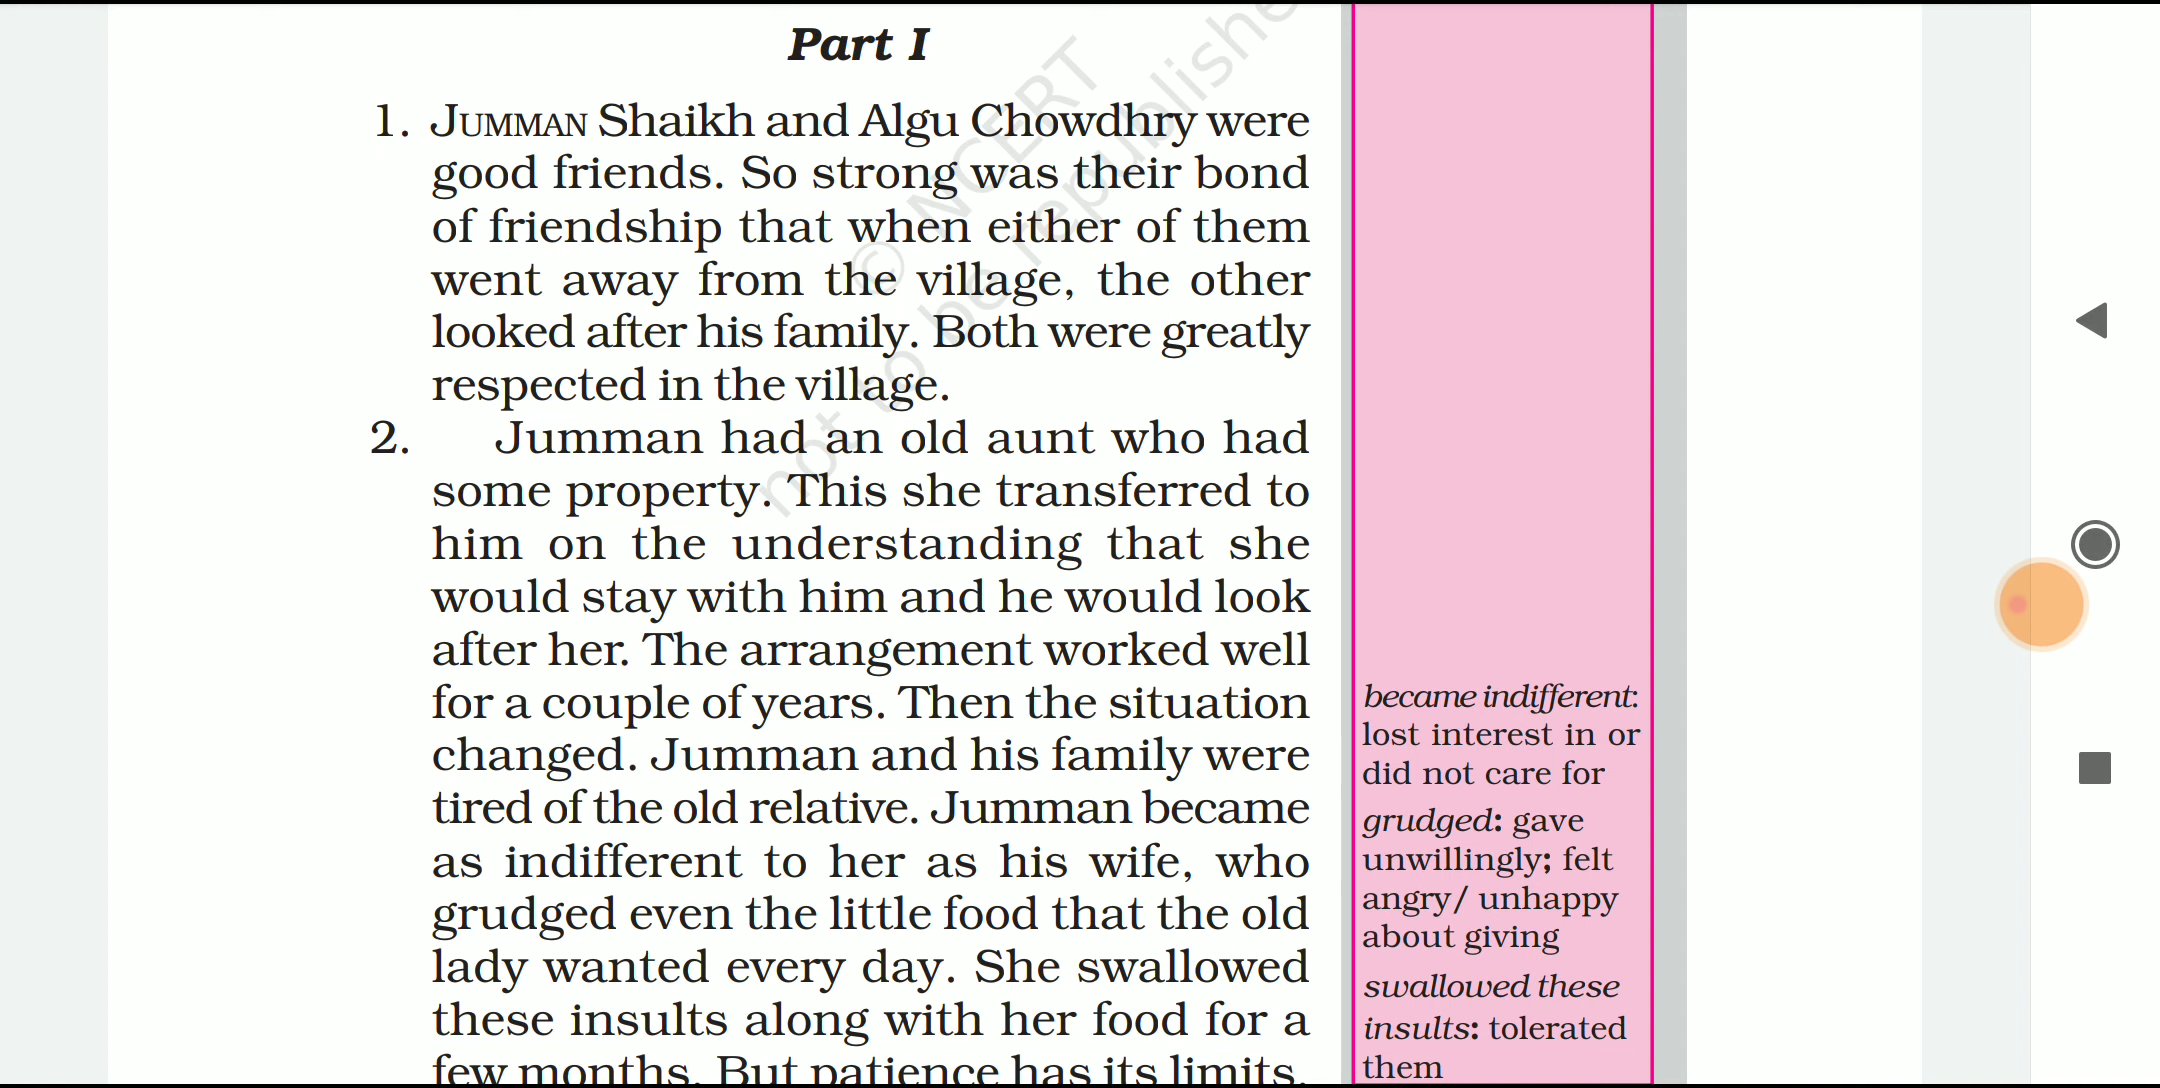 Part I
1. JUMMAN Shaikh and Algu Chowdhry were
good friends. So strong was their bond
of friendship that when either of them
went away from the village, the other
looked after his family. Both were greatly
respected in the village.
2. Jumman had an old aunt who had
some property. This she transferred to
him on the understanding that she
would stay with him and he would look
after her. The arrangement worked well
for a couple of years. Then the situation
changed. Jumman and his family were
tired of the old relative. Jumman became
as indifferent to her as his wife, who
grudged even the little food that the old
lady wanted every day. She swallowed
these insults along with her food for a
few months. But patience has its limits.
became indifferent:
lost interest in or
did not care for
grudged: gave
unwillingly; felt
angry/ unhappy
about giving
swallowed these
insults: tolerated
them
© NCERT
not to be republishe